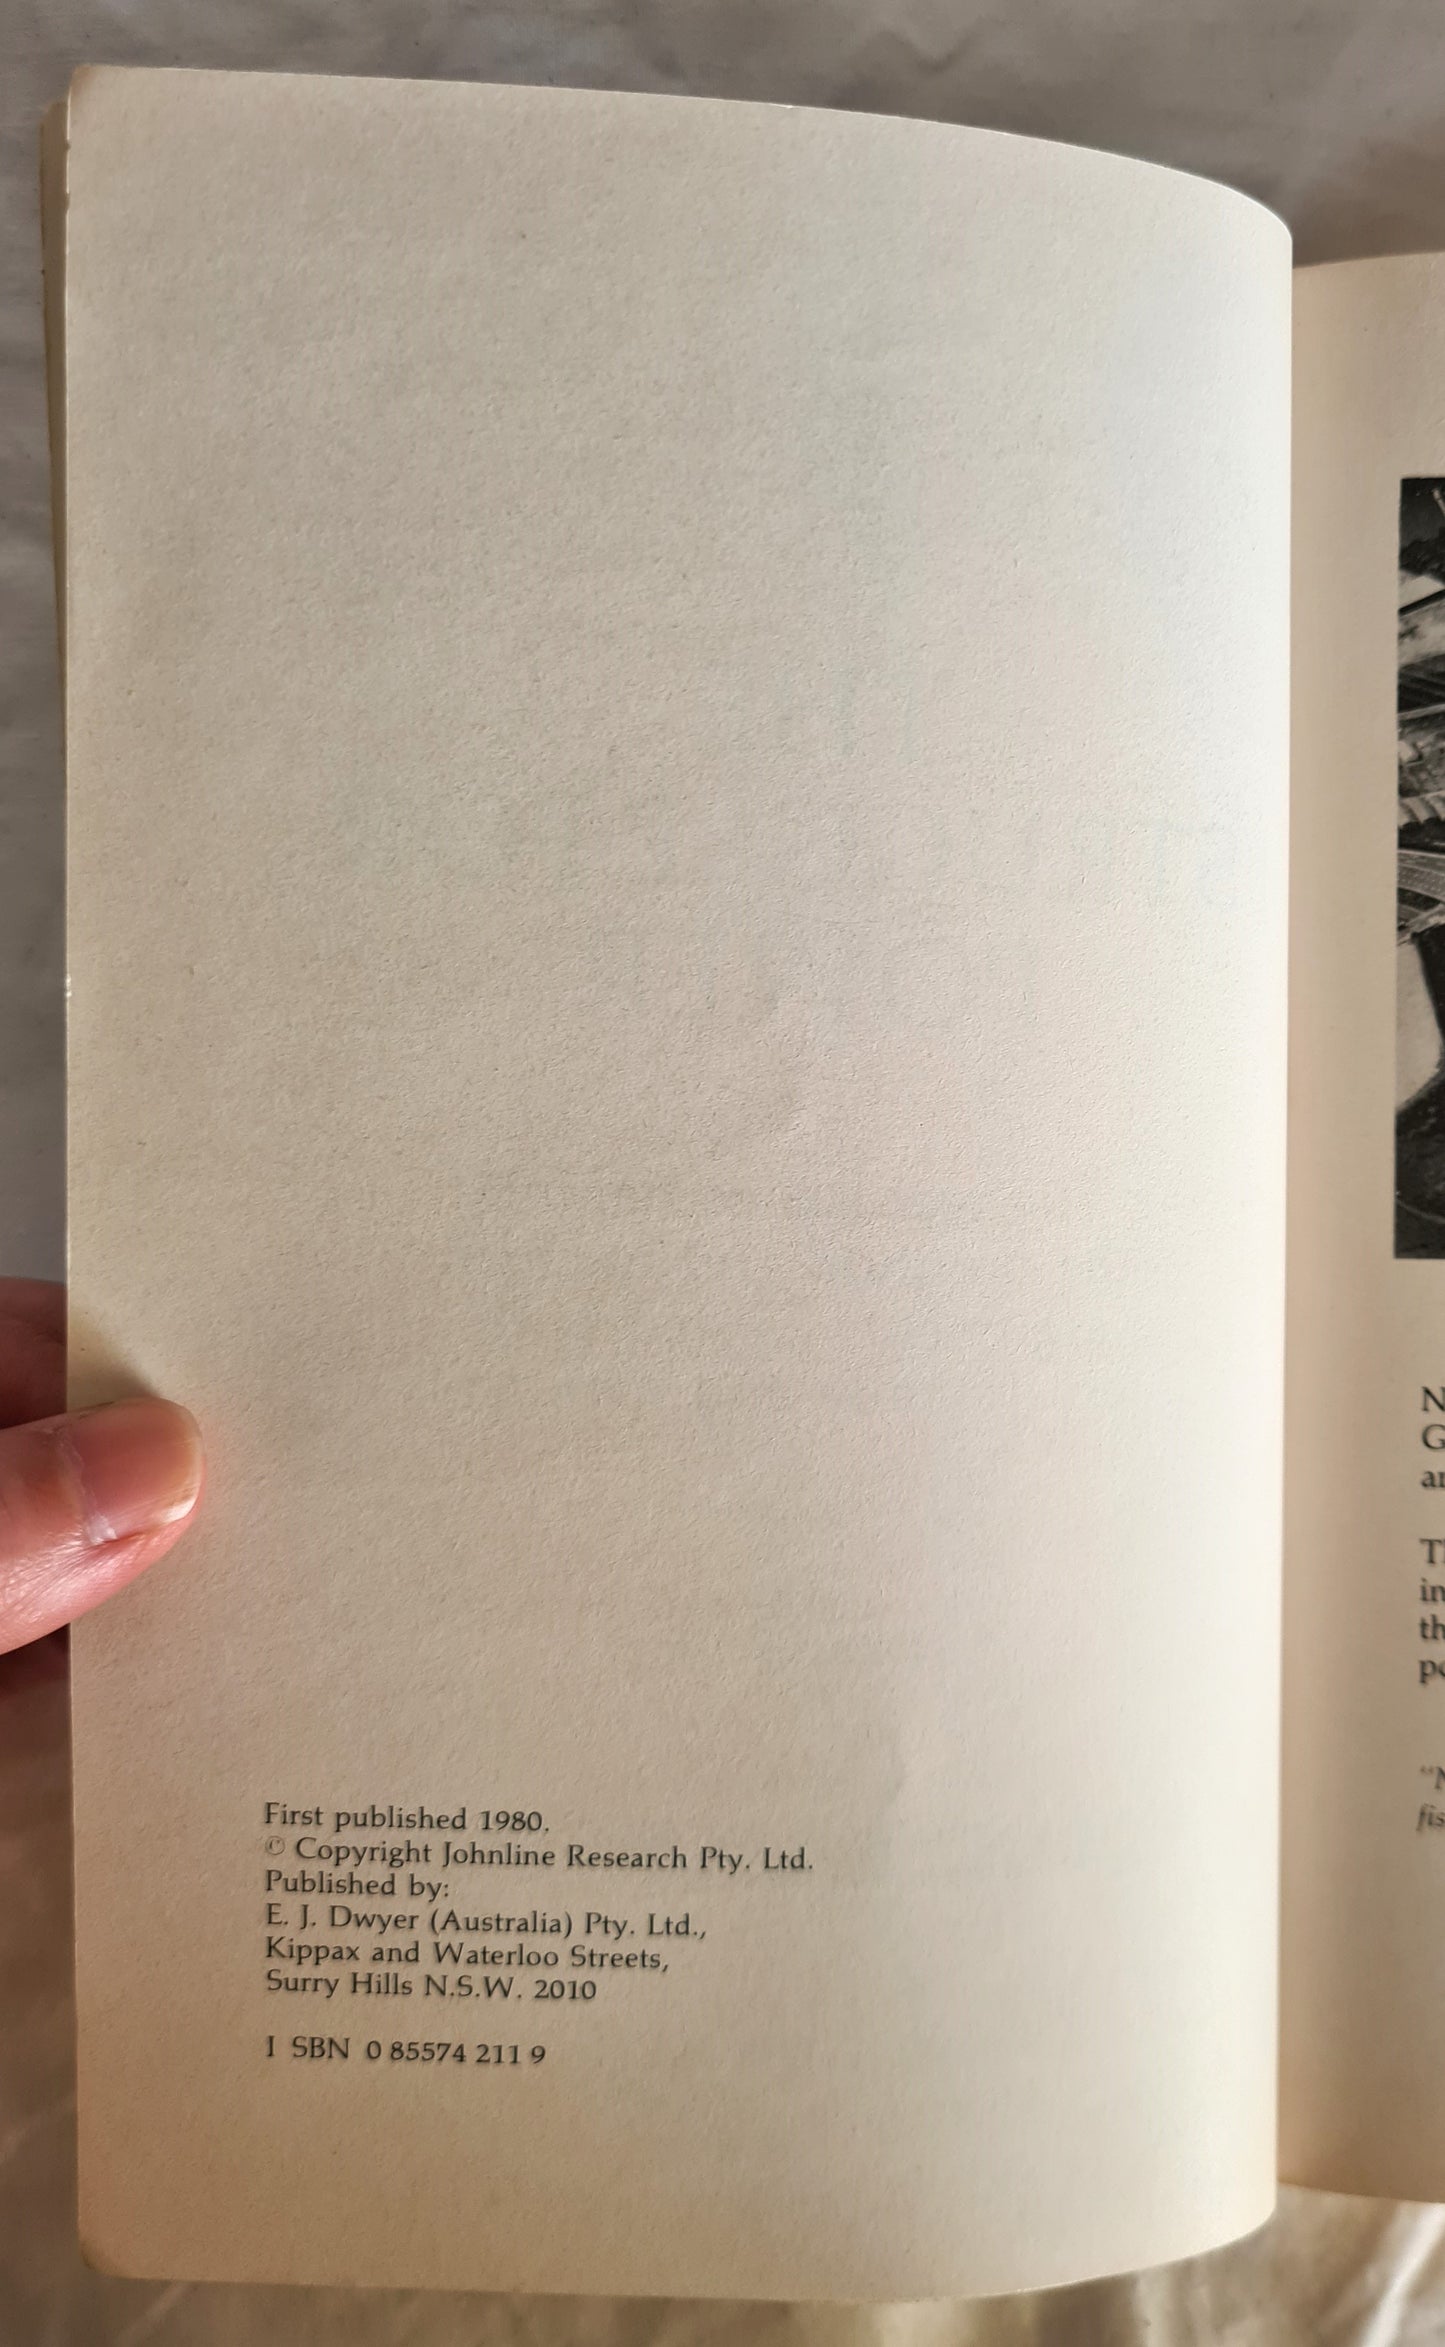 First published 1980.
© Copyright Johnline Research Pty. Ltd.
Published by:
E. J. Dwyer (Australia) Pty. Ltd.,
Kippax and Waterloo Streets,
Surry Hills N.S.W. 2010
I SBN 0 85574 211 9